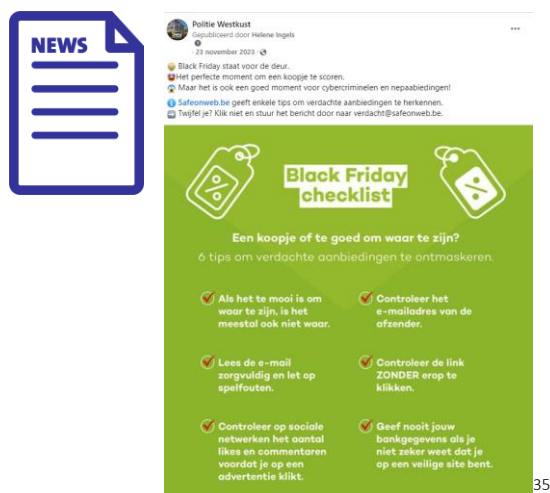 NEWS
Politie Westkust
Gepubliceerd door Helene Ingels
· 23 november 2023 ·
Black Friday staat voor de deur.
Het perfecte moment om een koopje te scoren.
Maar het is ook een goed moment voor cybercriminelen en nepaabiedingen!
Safeonweb.be geeft enkele tips om verdachte aanbiedingen te herkennen.
Twijfel je? Klik niet en stuur het bericht door naar verdacht@safeonweb.be.
Black Friday
checklist
Een koopje of te goed om waar te zijn?
6 tips om verdachte aanbiedingen te ontmaskeren.
Als het te mooi is om
waar te zijn, is het
meestal ook niet waar.
Controleer het
e-mailadres van de
afzender.
Lees de e-mail
zorgvuldig en let op
spelfouten.
Controleer de link
ZONDER erop te
klikken.
Controleer op sociale
netwerken het aantal
likes en commentaren
voordat je op een
advertentie klikt.
Geef nooit jouw
bankgegevens als je
niet zeker weet dat je
op een veilige site bent.
35